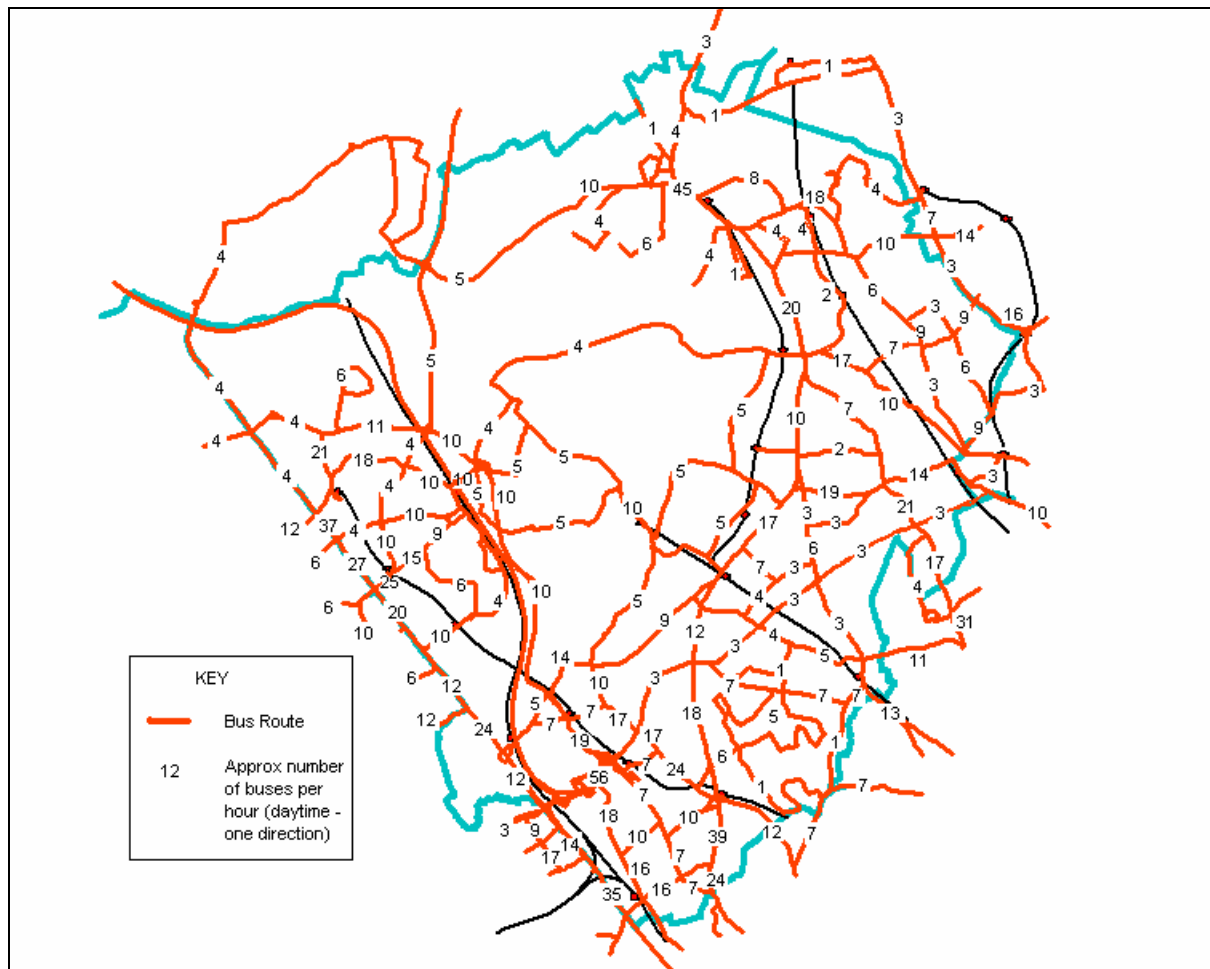 3
1
1 4 1 3
8
10 45 18 4
4 4 4 7
6 10 14
4 4 1
5 3
20 2 6
3 16
9 9
4 17 7
5
6 3 6
4 5 10 7 10 3
4 11 4 4
4 10 9
21 18 4 5 5 5 2
4 10 10 14 3
4 5 10 10 19
12 37 4 10 9 5 17 3 3 21 3 10
10 5
6 27 15 6 7 3 3 17
25 6 4 10 5 4 4
6 20 9 3 31
10 10 12 4 3
14 3 5 11
6 10 3 1
12 5 7 7 7
12 24 7 17 18 5 13
19 17 1
12 56 7 24 6
7 1 7
3 9 18 10 39 12 7
14 10
17 16 7
35 16 7 24
KEY
Bus Route
12 Approx number
of buses per
hour (daytime -
one direction)